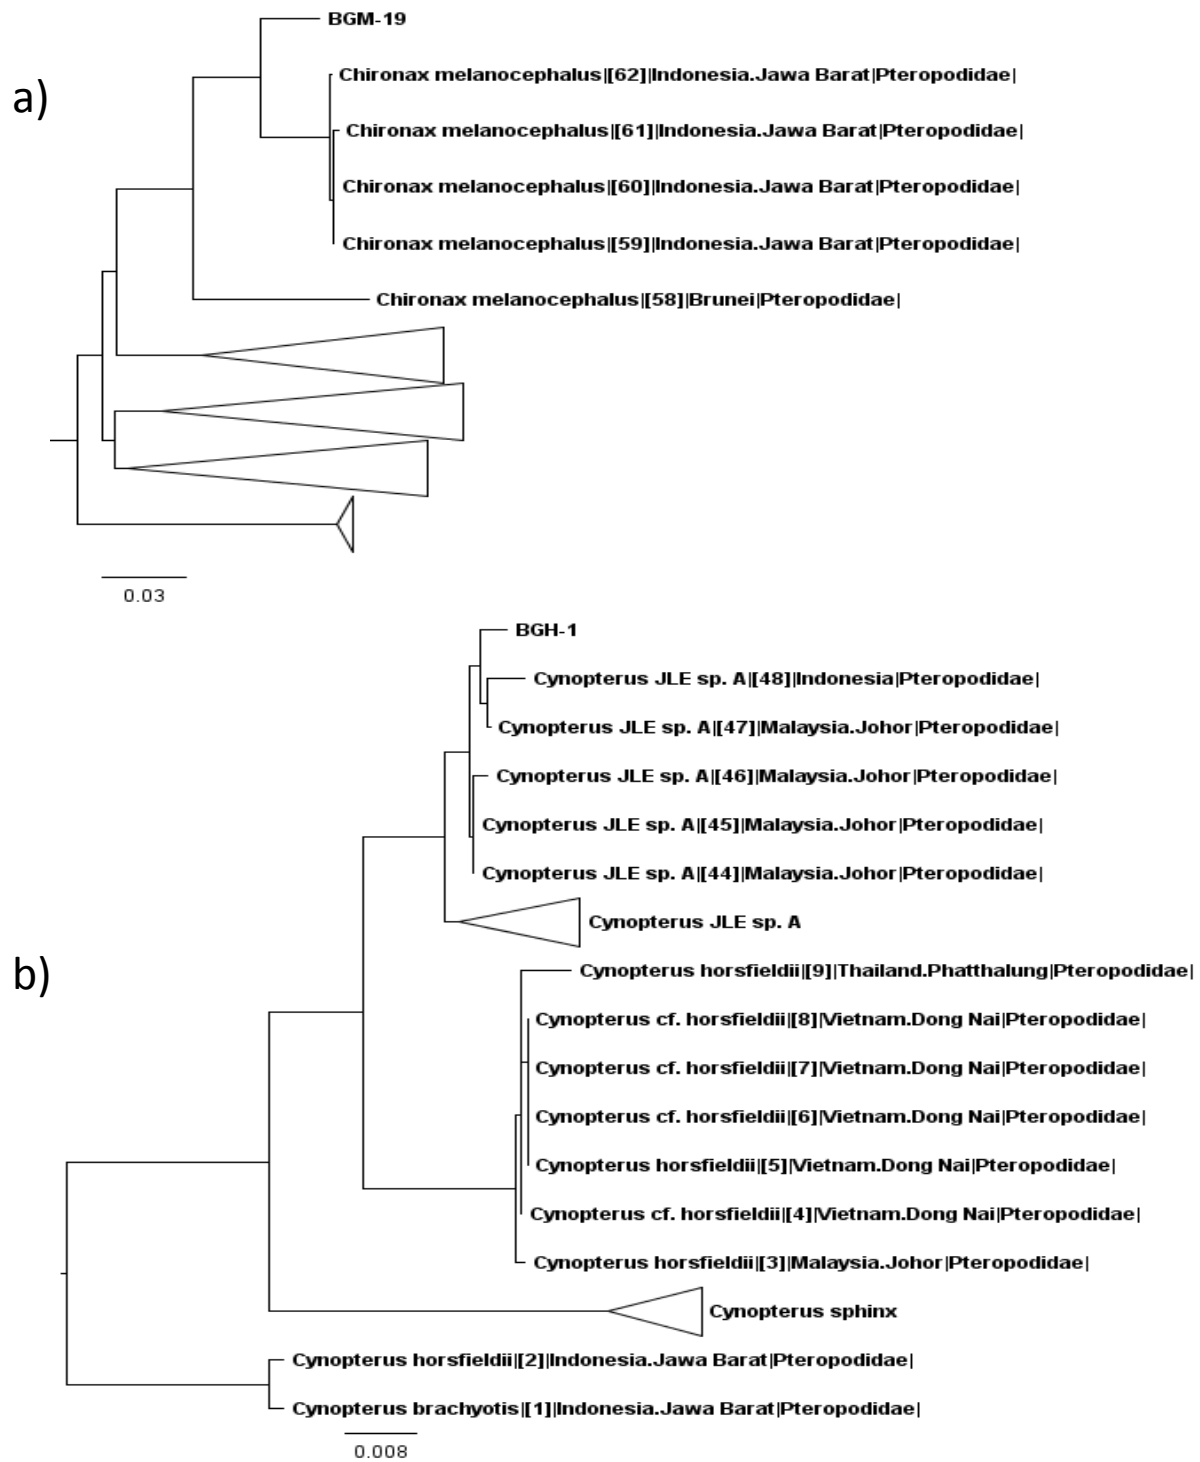 a)
BGM-19
Chironax melanocephalus|[62]|Indonesia.Jawa Barat|Pteropodidae|
Chironax melanocephalus|[61]|Indonesia.Jawa Barat|Pteropodidae|
Chironax melanocephalus|[60]|Indonesia.Jawa Barat|Pteropodidae|
Chironax melanocephalus|[59]|Indonesia.Jawa Barat|Pteropodidae|
Chironax melanocephalus|[58]|Brunei|Pteropodidae|
0.03
b)
BGH-1
Cynopterus JLE sp. A|[48]|Indonesia|Pteropodidae|
Cynopterus JLE sp. A|[47]|Malaysia.Johor|Pteropodidae|
Cynopterus JLE sp. A|[46]|Malaysia.Johor|Pteropodidae|
Cynopterus JLE sp. A|[45]|Malaysia.Johor|Pteropodidae|
Cynopterus JLE sp. A|[44]|Malaysia.Johor|Pteropodidae|
Cynopterus JLE sp. A
Cynopterus horsfieldii|[9]|Thailand.Phatthalung|Pteropodidae|
Cynopterus cf. horsfieldii|[8]|Vietnam.Dong Nai|Pteropodidae|
Cynopterus cf. horsfieldii|[7]|Vietnam.Dong Nai|Pteropodidae|
Cynopterus cf. horsfieldii|[6]|Vietnam.Dong Nai|Pteropodidae|
Cynopterus horsfieldii|[5]|Vietnam.Dong Nai|Pteropodidae|
Cynopterus cf. horsfieldii|[4]|Vietnam.Dong Nai|Pteropodidae|
Cynopterus horsfieldii|[3]|Malaysia.Johor|Pteropodidae|
Cynopterus sphinx
Cynopterus horsfieldii|[2]|Indonesia.Jawa Barat|Pteropodidae|
Cynopterus brachyotis|[1]|Indonesia.Jawa Barat|Pteropodidae|
0.008